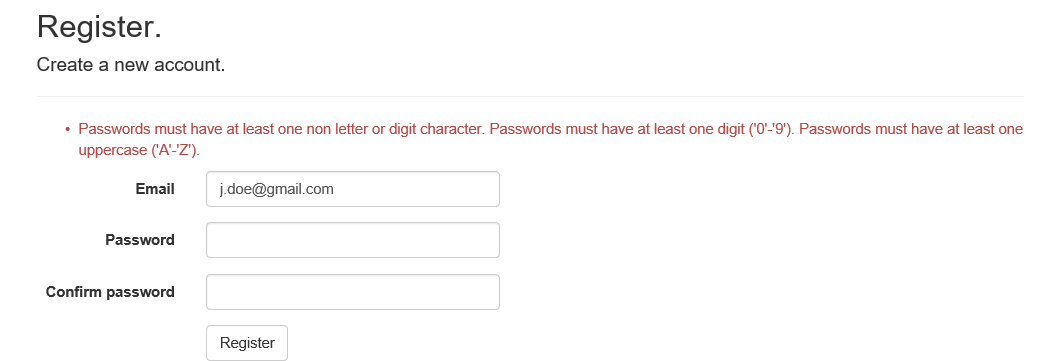 Register.
Create a new account.
• Passwords must have at least one non letter or digit character. Passwords must have at least one digit ('0'-'9'). Passwords must have at least one
uppercase ('A'-'Z').
Email j.doe@gmail.com
Password
Confirm password
Register